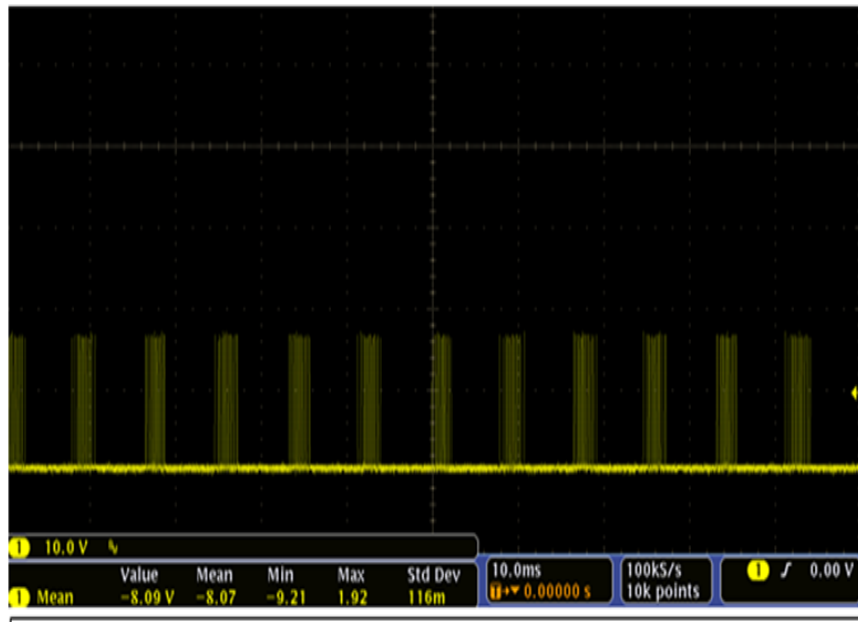 1 10.0 V
Value Mean Min Max Std Dev
1 Mean -8.09 V -8.07 -9.21 1.92 116m
10.0ms
T→▼ 0.00000 s
100kS/s
10k points
1 ʃ 0.00 V